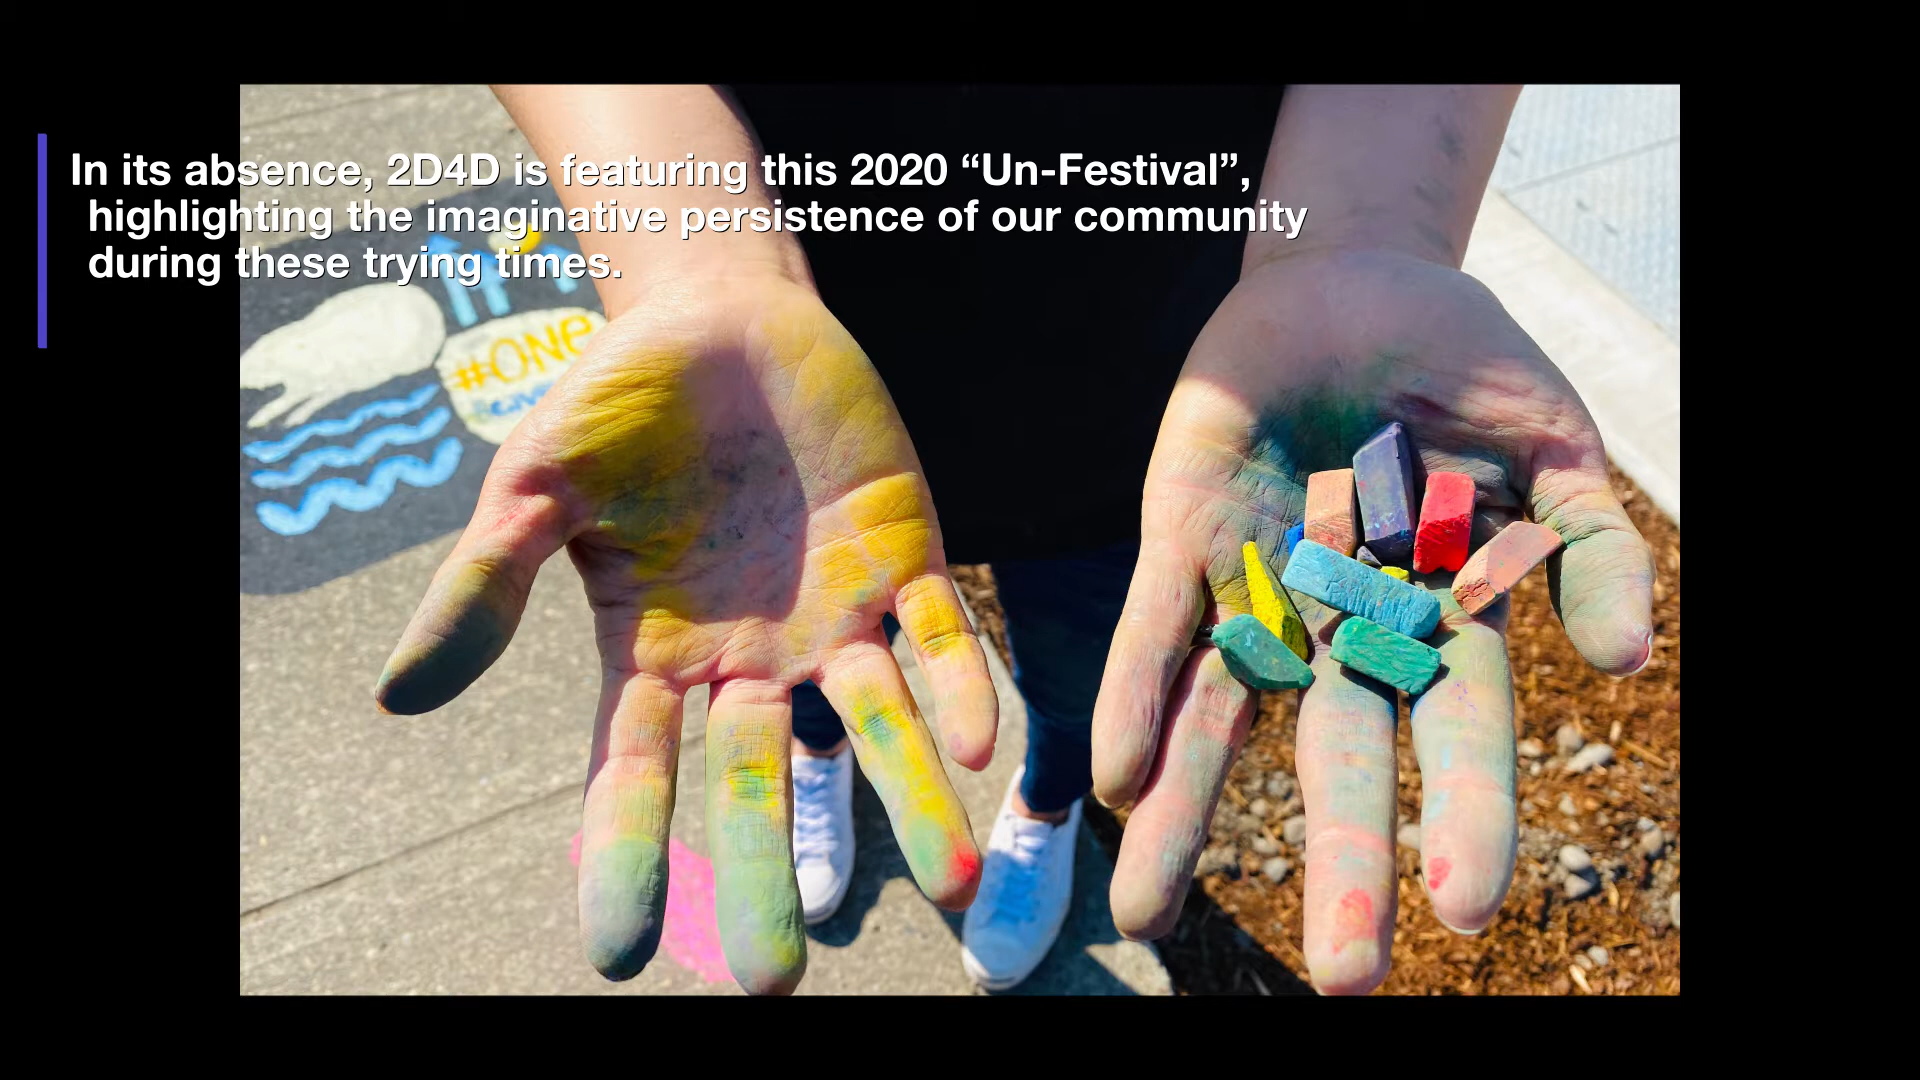 In its absence, 2D4D is featuring this 2020 “Un-Festival”,
highlighting the imaginative persistence of our community
during these trying times.
#ONE